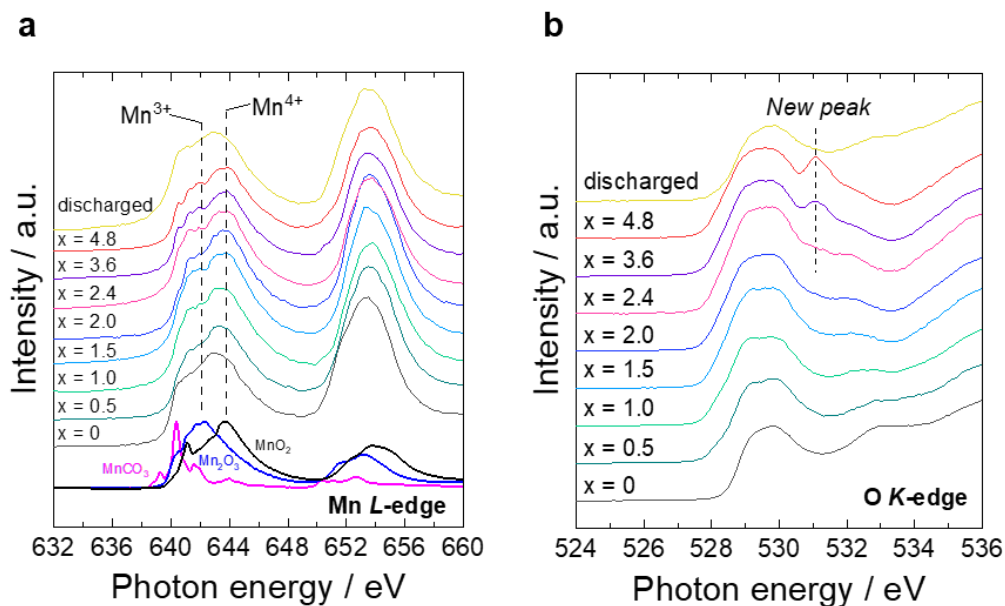 a
Mn³⁺
Mn⁴⁺
discharged
x = 4.8
x = 3.6
x = 2.4
x = 2.0
x = 1.5
x = 1.0
x = 0.5
x = 0
MnCO₃
Mn₂O₃
MnO₂
Mn L-edge
632 636 640 644 648 652 656 660
Photon energy / eV
Intensity / a.u.
b
New peak
discharged
x = 4.8
x = 3.6
x = 2.4
x = 2.0
x = 1.5
x = 1.0
x = 0.5
x = 0
O K-edge
524 526 528 530 532 534 536
Photon energy / eV
Intensity / a.u.